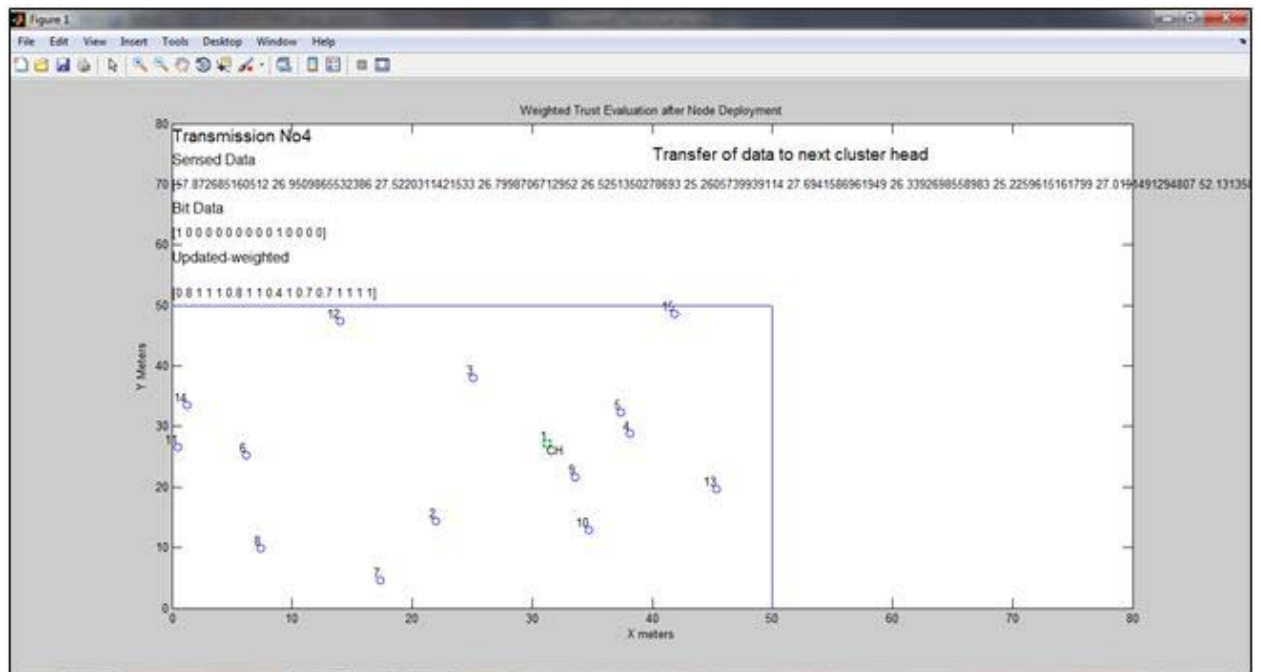 Figure 1
File Edit View Insert Tools Desktop Window Help
Weighted Trust Evaluation after Node Deployment
Transmission No4
Transfer of data to next cluster head
Sensed Data
[57.872685160512 26.9509865532386 27.5220311421533 26.7998706712952 26.5251350278693 25.2605739939114 27.6941586961949 26.3392698558983 25.2259615161799 27.0191491294807 52.131358
Bit Data
[1 0 0 0 0 0 0 0 0 0 1 0 0 0 0]
Updated-weighted
[0.8 1 1 1 0.8 1 1 0.4 1 0.7 0.7 1 1 1 1]
80
70
60
50
40
30
20
10
0
Y Meters
12
15
3
14
5
4
11
6
1
CH
9
13
2
10
8
7
0 10 20 30 40 50 60 70 80
X meters